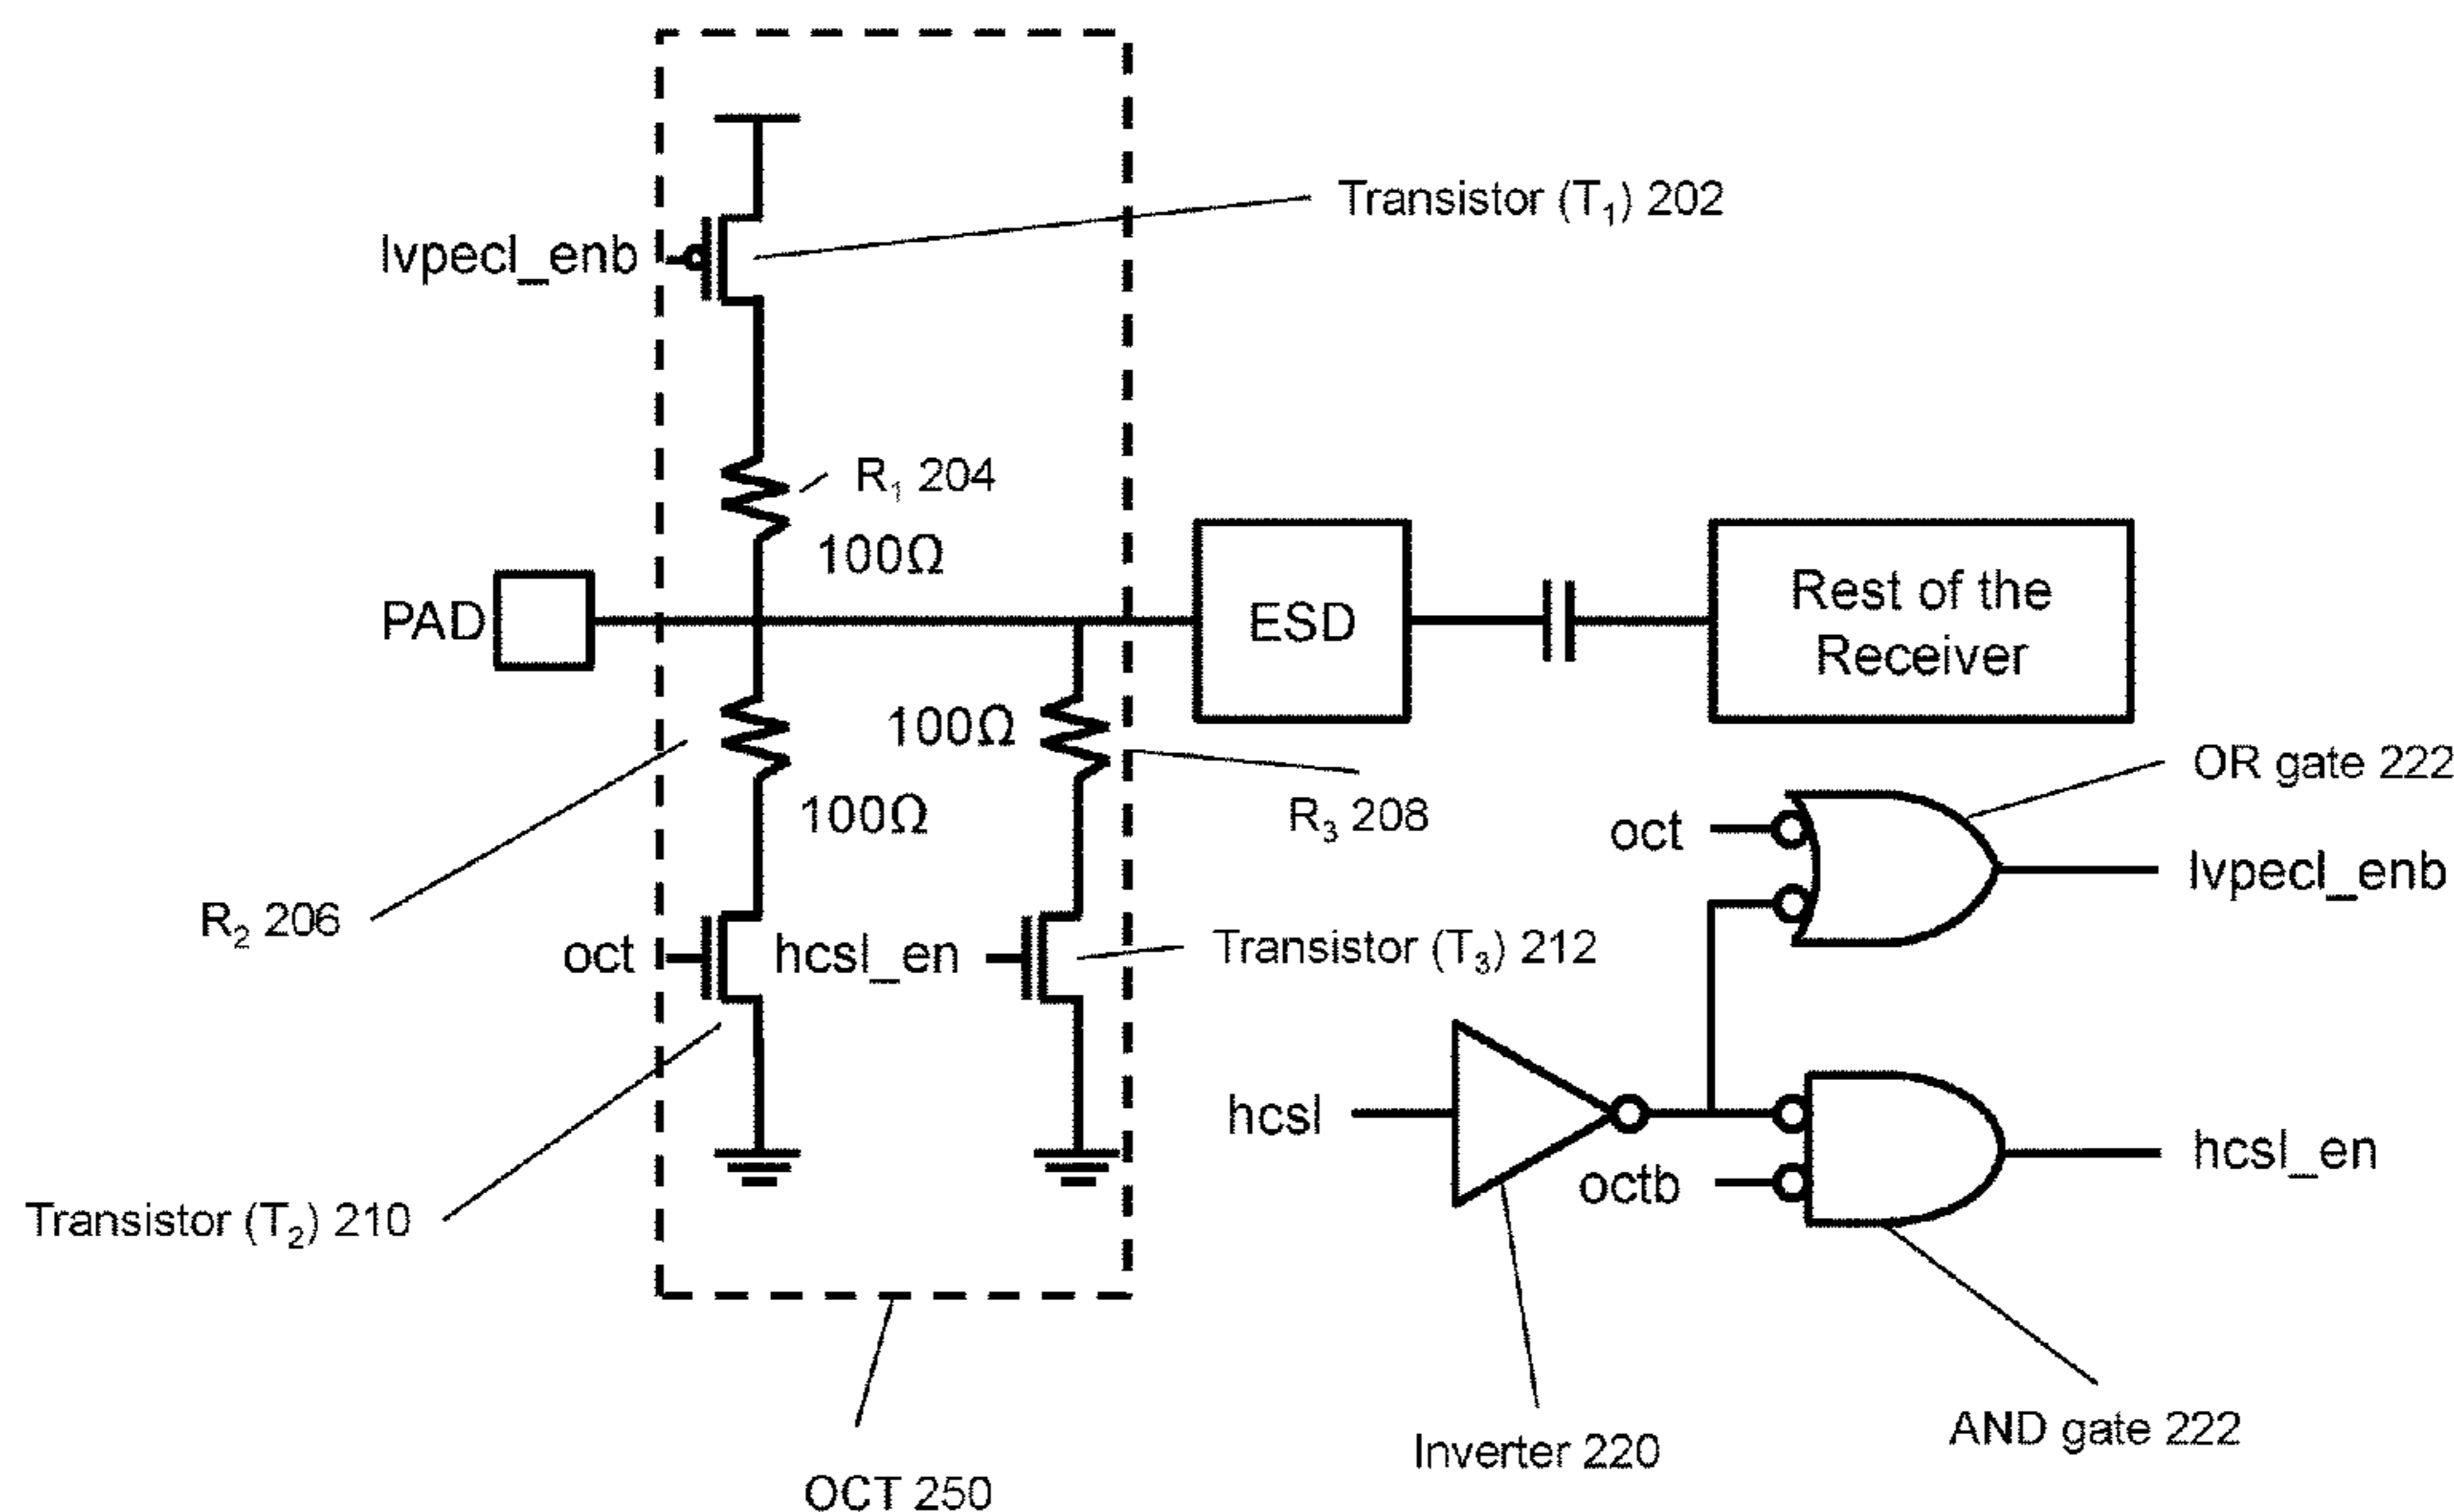 Transistor (T1) 202
lvpecl_enb
R1 204
100Ω
PAD
ESD
Rest of the
Receiver
100Ω
OR gate 222
100Ω
R3 208
oct
lvpecl_enb
R2 206
oct
hcsl_en
Transistor (T3) 212
hcsl
hcsl_en
octb
Transistor (T2) 210
AND gate 222
Inverter 220
OCT 250